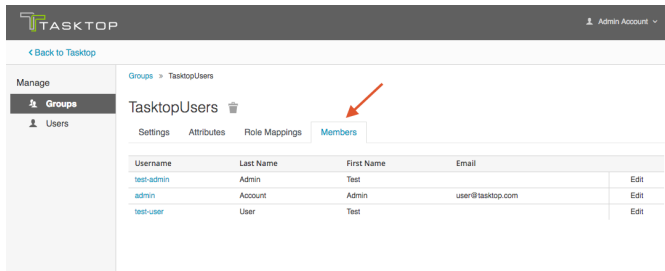 TASKTOP
Admin Account
< Back to Tasktop
Manage
Groups
Users
Groups » TasktopUsers
TasktopUsers
Settings Attributes Role Mappings Members
Username Last Name First Name Email
test-admin Admin Test Edit
admin Account Admin user@tasktop.com Edit
test-user User Test Edit